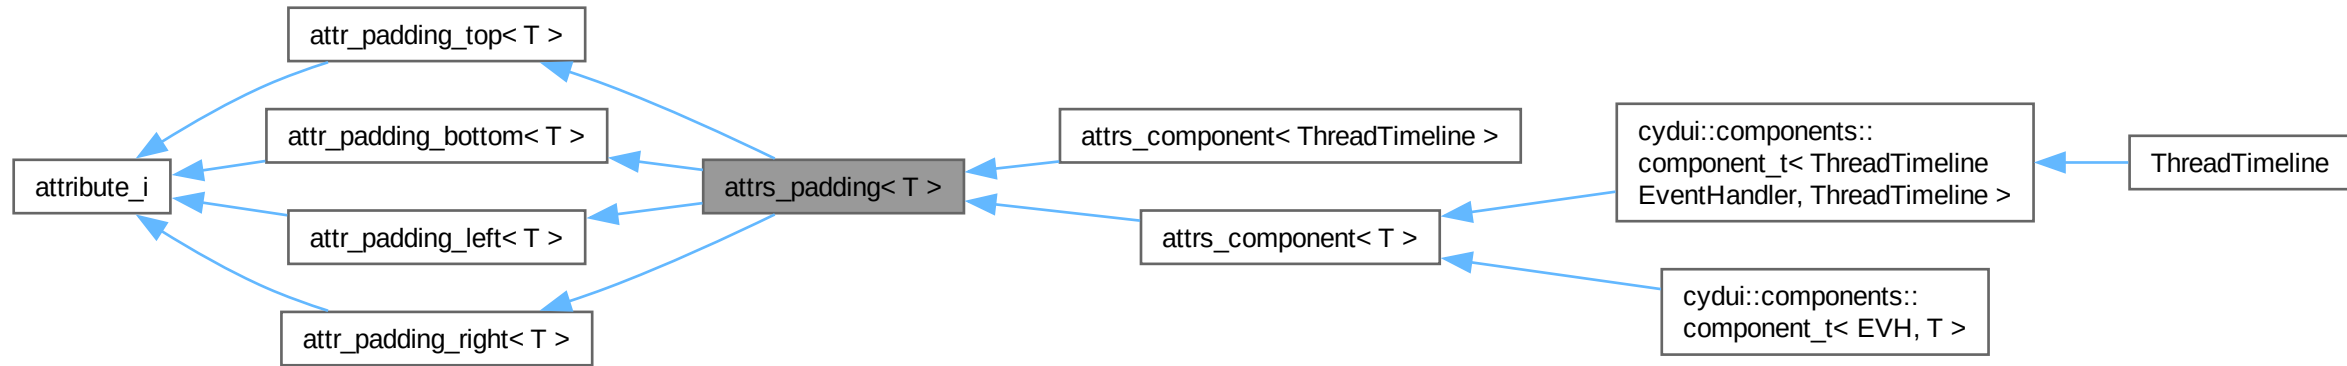 attr_padding_top< T >
attr_padding_bottom< T >
attribute_i
attr_padding_left< T >
attr_padding_right< T >
attrs_padding< T >
attrs_component< ThreadTimeline >
attrs_component< T >
cydui::components::
component_t< ThreadTimeline
EventHandler, ThreadTimeline >
cydui::components::
component_t< EVH, T >
ThreadTimeline